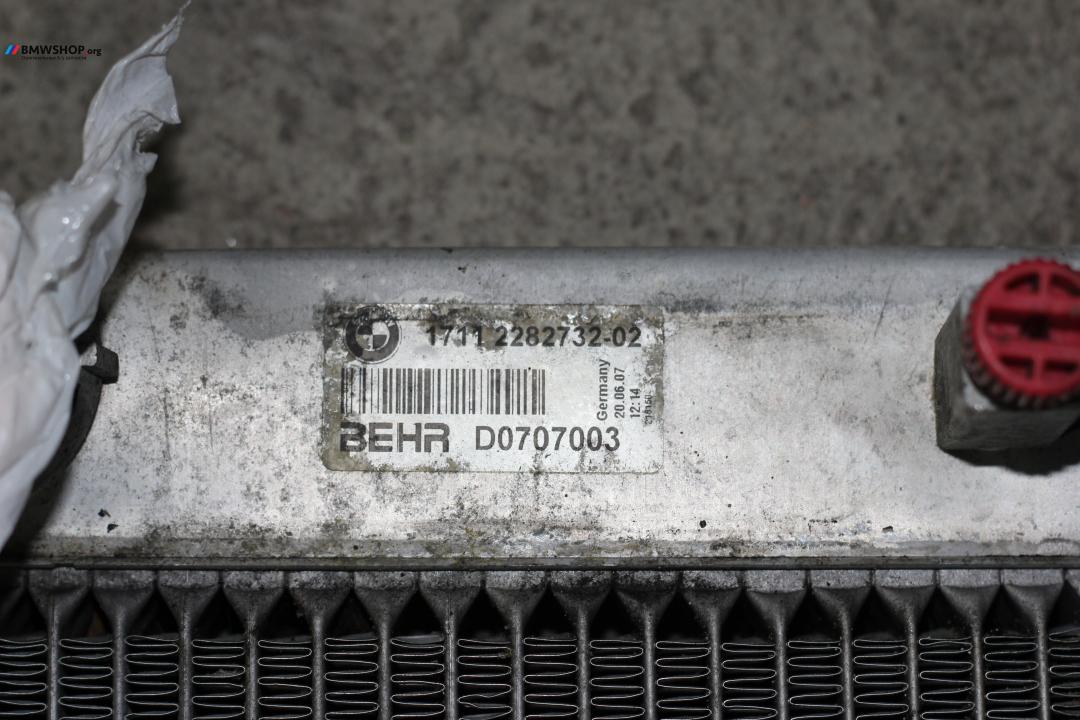 BMWSHOP.org
1711 2282732-02
Germany
20.06.07
12:14
BEHR D0707003